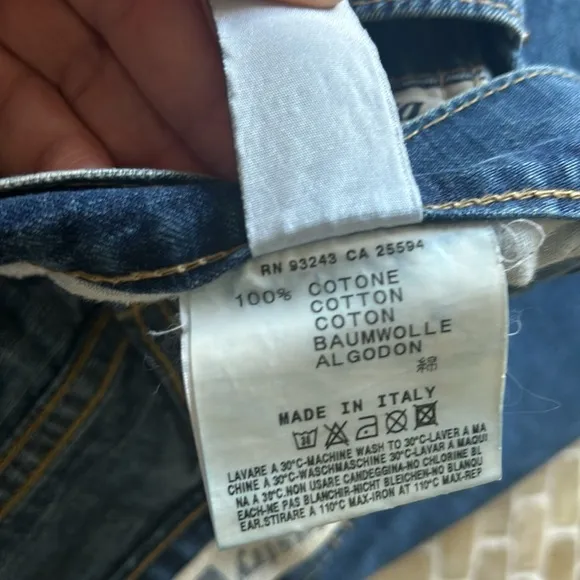 RN 93243 CA 25594
100% COTONE
COTTON
COTON
BAUMWOLLE
ALGODON
綿
MADE IN ITALY
30
LAVARE A 30°C-MACHINE WASH TO 30°C-LAVER A MA
CHINE A 30°C-WASCHMASCHINE 30°C-LAVAR A MAQUI
NA A 30°C.NON USARE CANDEGGINA-NO CHLORINE BL
EACH-NE PAS BLANCHIR-NICHT BLEICHEN-NO BLANQU
EAR.STIRARE A 110°C MAX-IRON AT 110°C MAX-REP